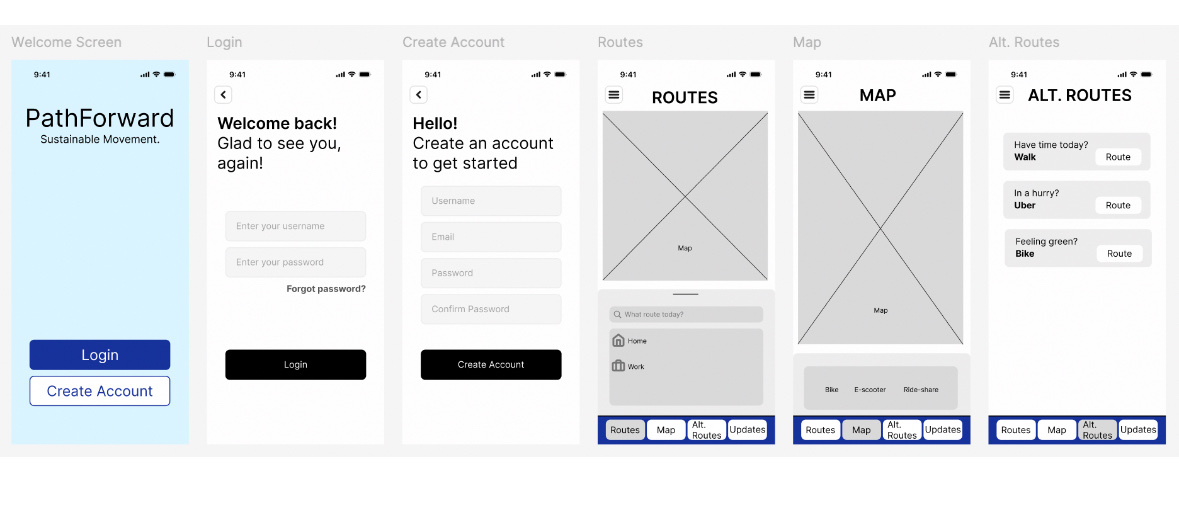 Welcome Screen
9:41
PathForward
Sustainable Movement.
Login
Create Account
Login
9:41
Welcome back!
Glad to see you,
again!
Enter your username
Enter your password
Forgot password?
Login
Create Account
9:41
Hello!
Create an account
to get started
Username
Email
Password
Confirm Password
Create Account
Routes
9:41
ROUTES
Map
What route today?
Home
Work
Routes
Map
Alt.
Routes
Updates
Map
9:41
MAP
Map
Bike
E-scooter
Ride-share
Routes
Map
Alt.
Routes
Updates
Alt. Routes
9:41
ALT. ROUTES
Have time today?
Walk
Route
In a hurry?
Uber
Route
Feeling green?
Bike
Route
Routes
Map
Alt.
Routes
Updates